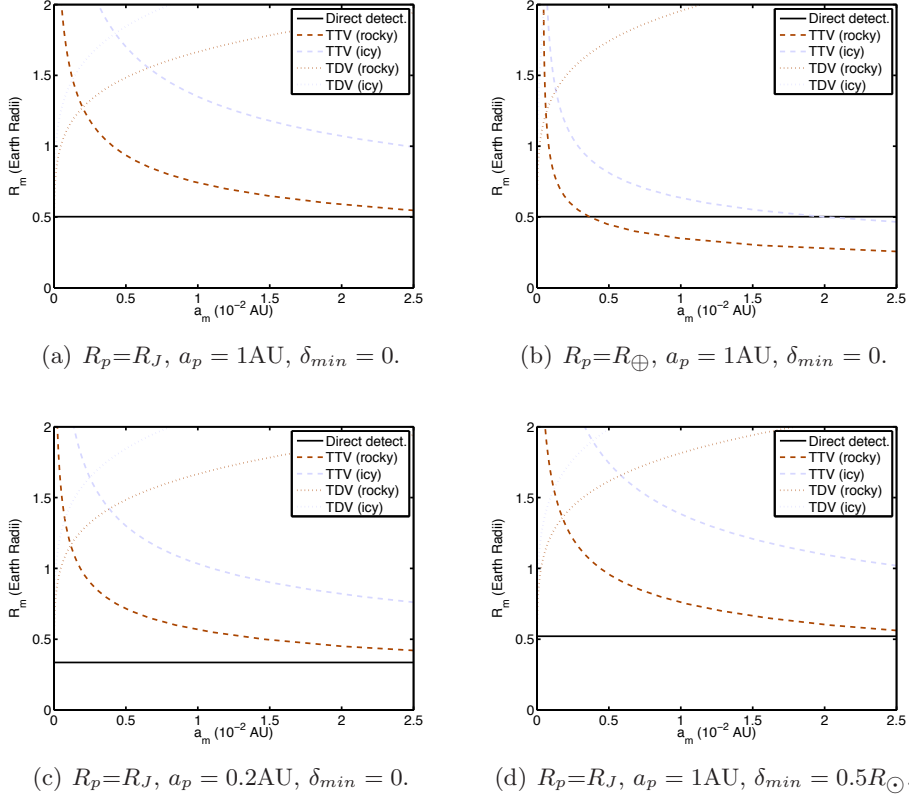 2
1.5
1
0.5
0
R_m (Earth Radii)
0 0.5 1 1.5 2 2.5
a_m (10^{-2} AU)
Direct detect.
TTV (rocky)
TTV (icy)
TDV (rocky)
TDV (icy)
(a) R_p=R_J, a_p = 1AU, δ_{min} = 0.
2
1.5
1
0.5
0
R_m (Earth Radii)
0 0.5 1 1.5 2 2.5
a_m (10^{-2} AU)
Direct detect.
TTV (rocky)
TTV (icy)
TDV (rocky)
TDV (icy)
(b) R_p=R_⊕, a_p = 1AU, δ_{min} = 0.
2
1.5
1
0.5
0
R_m (Earth Radii)
0 0.5 1 1.5 2 2.5
a_m (10^{-2} AU)
Direct detect.
TTV (rocky)
TTV (icy)
TDV (rocky)
TDV (icy)
(c) R_p=R_J, a_p = 0.2AU, δ_{min} = 0.
2
1.5
1
0.5
0
R_m (Earth Radii)
0 0.5 1 1.5 2 2.5
a_m (10^{-2} AU)
Direct detect.
TTV (rocky)
TTV (icy)
TDV (rocky)
TDV (icy)
(d) R_p=R_J, a_p = 1AU, δ_{min} = 0.5R_⊙.